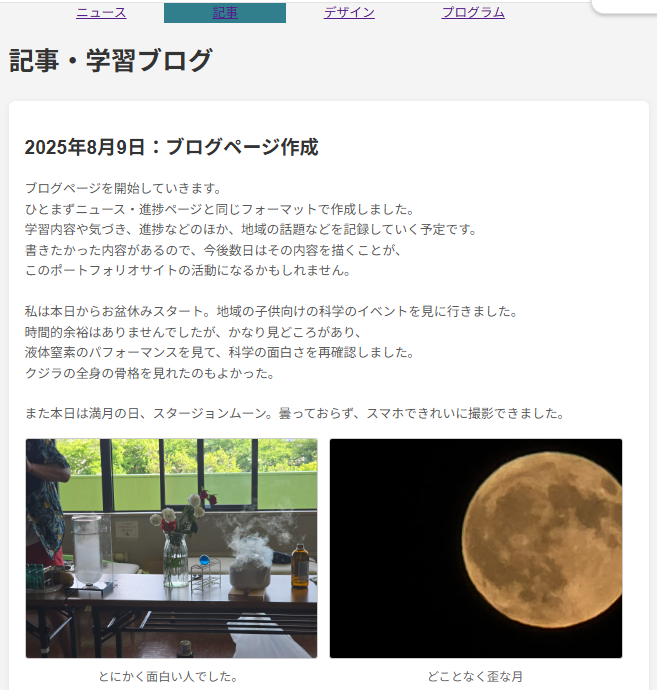 ニュース 記事 デザイン プログラム
記事・学習ブログ
2025年8月9日：ブログページ作成
ブログページを開始していきます。
ひとまずニュース・進捗ページと同じフォーマットで作成しました。
学習内容や気づき、進捗などのほか、地域の話題などを記録していく予定です。
書きたかった内容があるので、今後数日はその内容を描くことが、
このポートフォリオサイトの活動になるかもしれません。
私は本日からお盆休みスタート。地域の子供向けの科学のイベントを見に行きました。
時間的余裕はありませんでしたが、かなり見どころがあり、
液体窒素のパフォーマンスを見て、科学の面白さを再確認しました。
クジラの全身の骨格を見れたのもよかった。
また本日は満月の日、スタージョンムーン。曇っておらず、スマホできれいに撮影できました。
とにかく面白い人でした。
どことなく歪な月